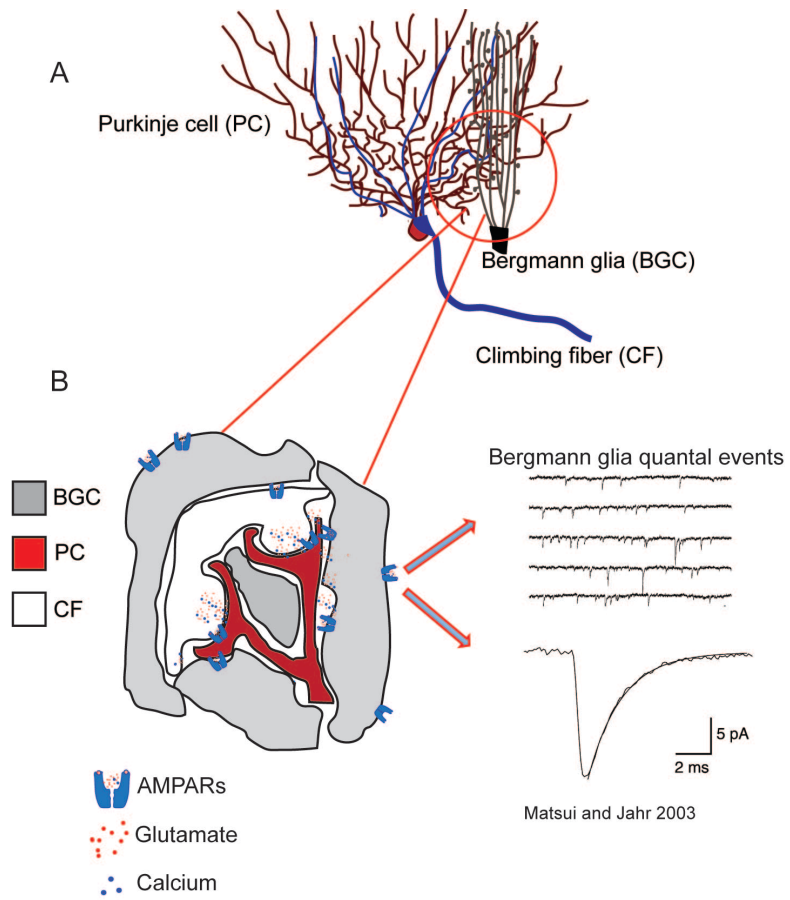 A
Purkinje cell (PC)
Bergmann glia (BGC)
Climbing fiber (CF)
B
Bergmann glia quantal events
BGC
PC
CF
5 pA
2 ms
AMPARs
Matsui and Jahr 2003
Glutamate
Calcium